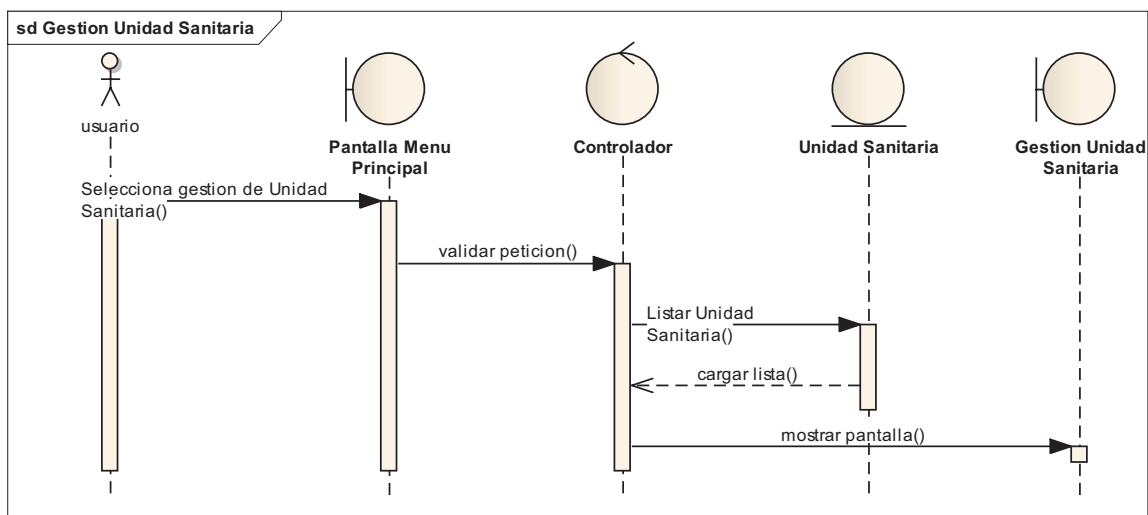 sd Gestion Unidad Sanitaria
usuario
Pantalla Menu
Principal
Controlador
Unidad Sanitaria
Gestion Unidad
Sanitaria
Selecciona gestion de Unidad
Sanitaria()
validar peticion()
Listar Unidad
Sanitaria()
cargar lista()
mostrar pantalla()